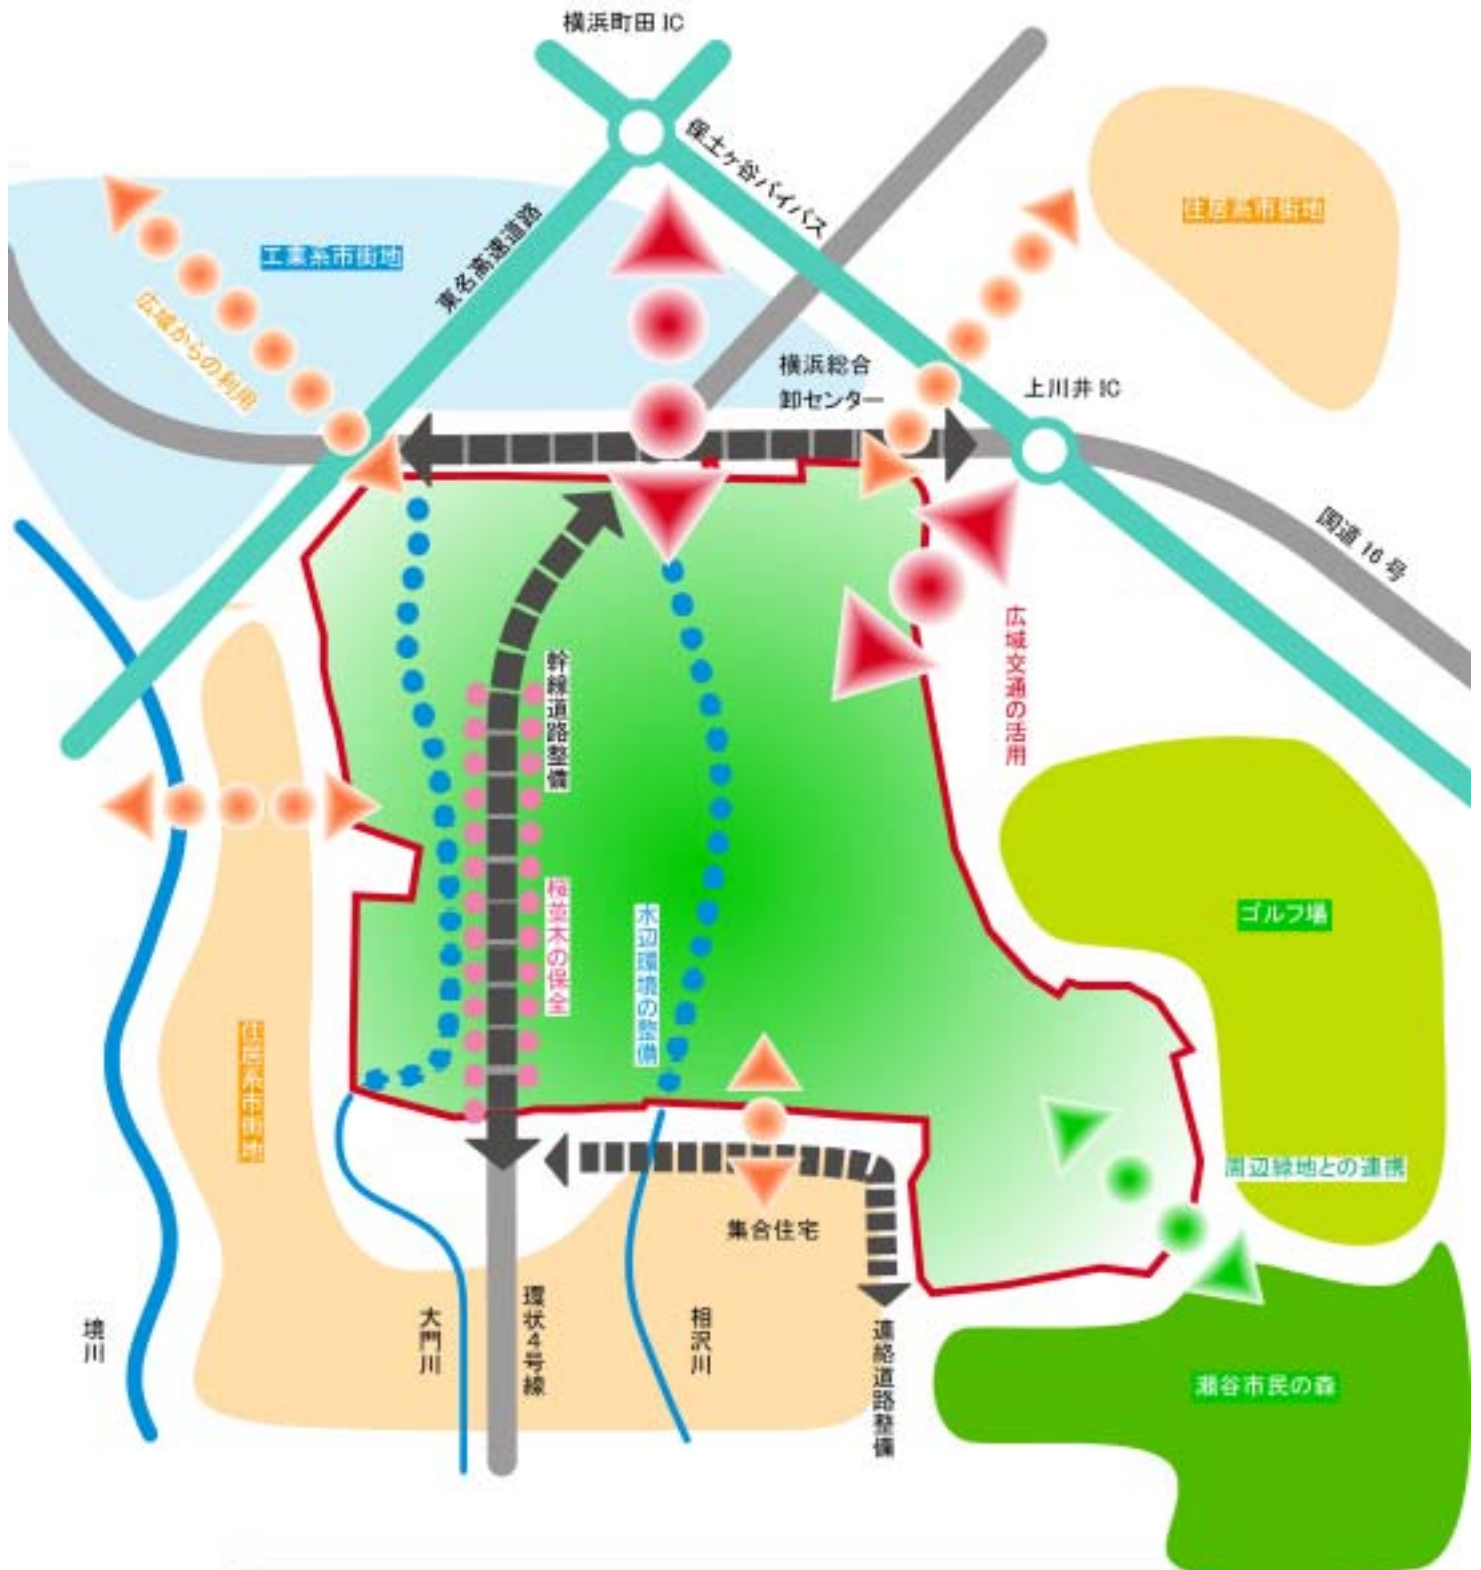 横浜町田 IC
保土ヶ谷バイパス
住居系市街地
工業系市街地
東名高速道路
広域からの利用
横浜総合
卸センター
上川井 IC
国道 16 号
広域交通の活用
幹線道路整備
桜並木の保全
水辺環境の整備
ゴルフ場
住居系市街地
周辺緑地との連携
集合住宅
境川
大門川
環状4号線
相沢川
連絡道路整備
瀬谷市民の森